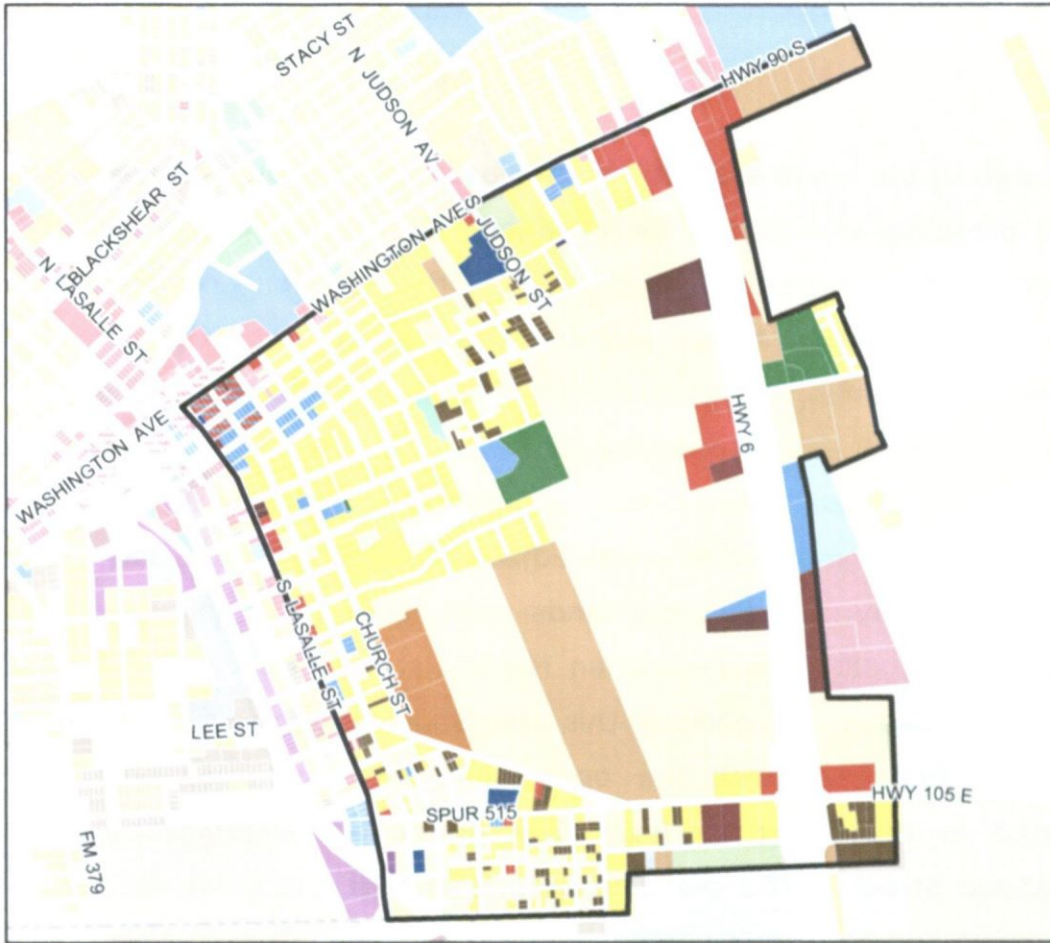 STACY ST
N JUDSON AV
HWY 90 S
BLACKSHEAR ST
N LASALLE ST
WASHINGTON AVE
S JUDSON ST
WASHINGTON AVE
HWY 6
S LASALLE ST
CHURCH ST
LEE ST
SPUR 515
HWY 105 E
FM 379